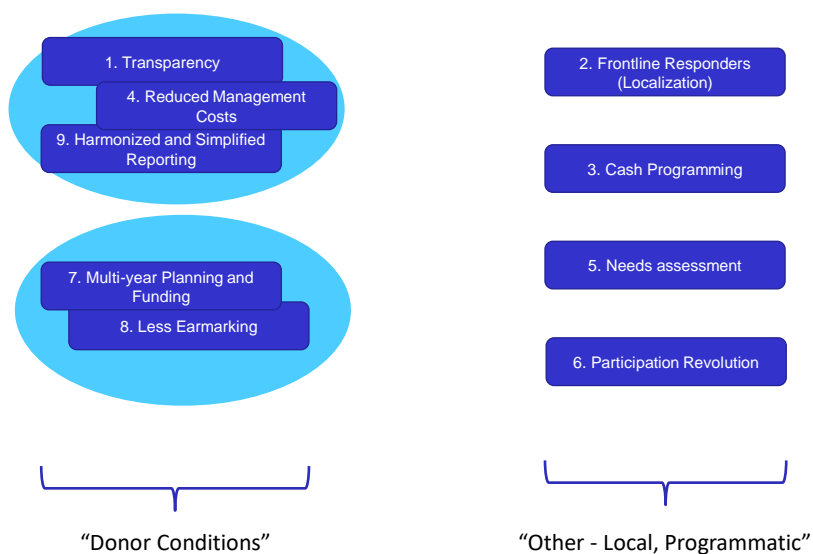 1. Transparency
4. Reduced Management
Costs
9. Harmonized and Simplified
Reporting
7. Multi-year Planning and
Funding
8. Less Earmarking
“Donor Conditions”
2. Frontline Responders
(Localization)
3. Cash Programming
5. Needs assessment
6. Participation Revolution
“Other - Local, Programmatic”